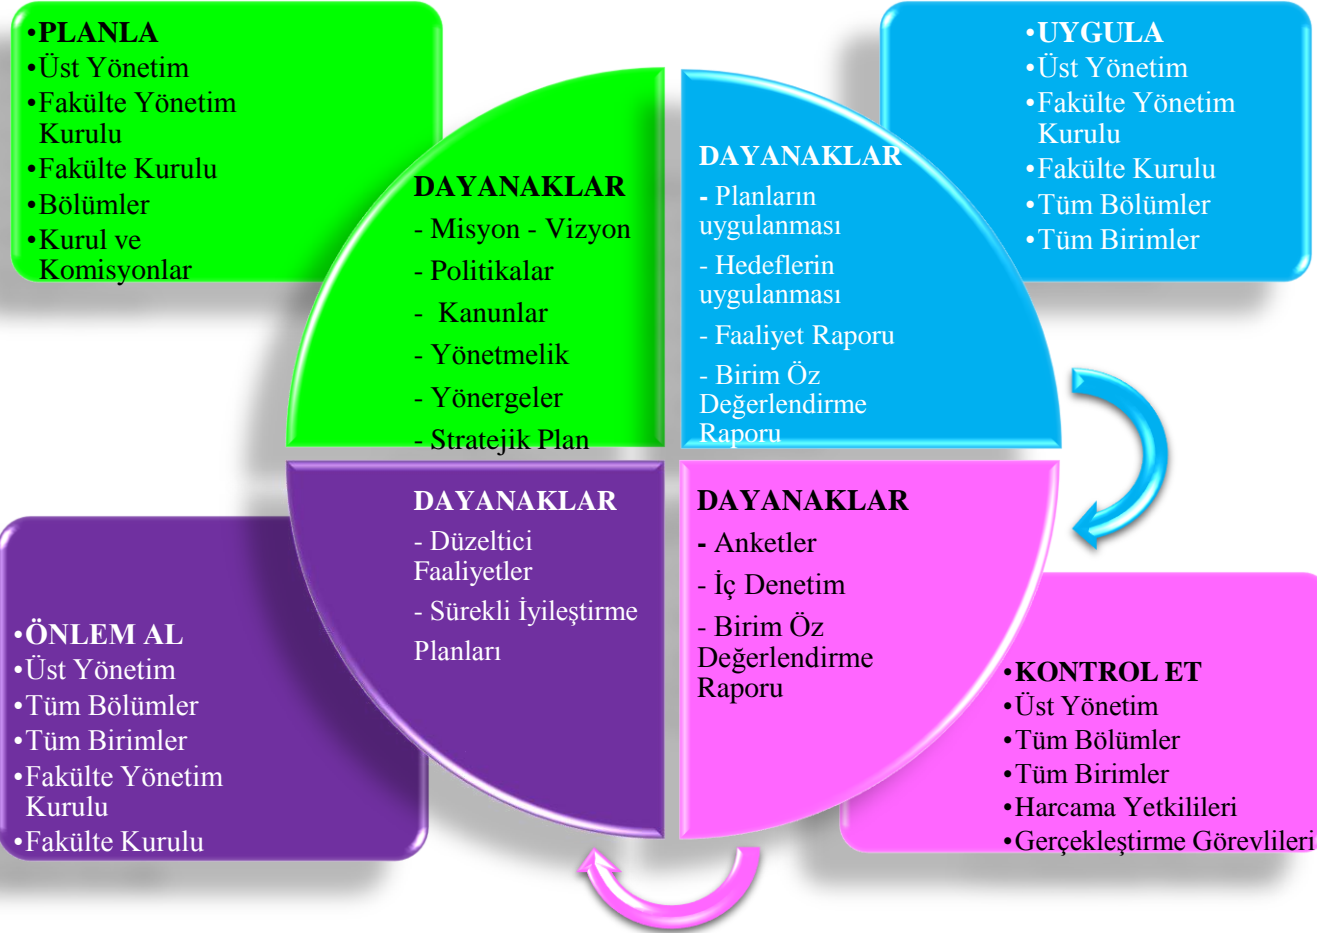 •PLANLA
•Üst Yönetim
•Fakülte Yönetim
Kurulu
•Fakülte Kurulu
•Bölümler
•Kurul ve
Komisyonlar
DAYANAKLAR
- Misyon - Vizyon
- Politikalar
- Kanunlar
- Yönetmelik
- Yönergeler
- Stratejik Plan
•UYGULA
•Üst Yönetim
•Fakülte Yönetim
Kurulu
•Fakülte Kurulu
•Tüm Bölümler
•Tüm Birimler
DAYANAKLAR
- Planların
uygulanması
- Hedeflerin
uygulanması
- Faaliyet Raporu
- Birim Öz
Değerlendirme
Raporu
DAYANAKLAR
- Düzeltici
Faaliyetler
- Sürekli İyileştirme
Planları
•ÖNLEM AL
•Üst Yönetim
•Tüm Bölümler
•Tüm Birimler
•Fakülte Yönetim
Kurulu
•Fakülte Kurulu
DAYANAKLAR
- Anketler
- İç Denetim
- Birim Öz
Değerlendirme
Raporu
•KONTROL ET
•Üst Yönetim
•Tüm Bölümler
•Tüm Birimler
•Harcama Yetkilileri
•Gerçekleştirme Görevlileri